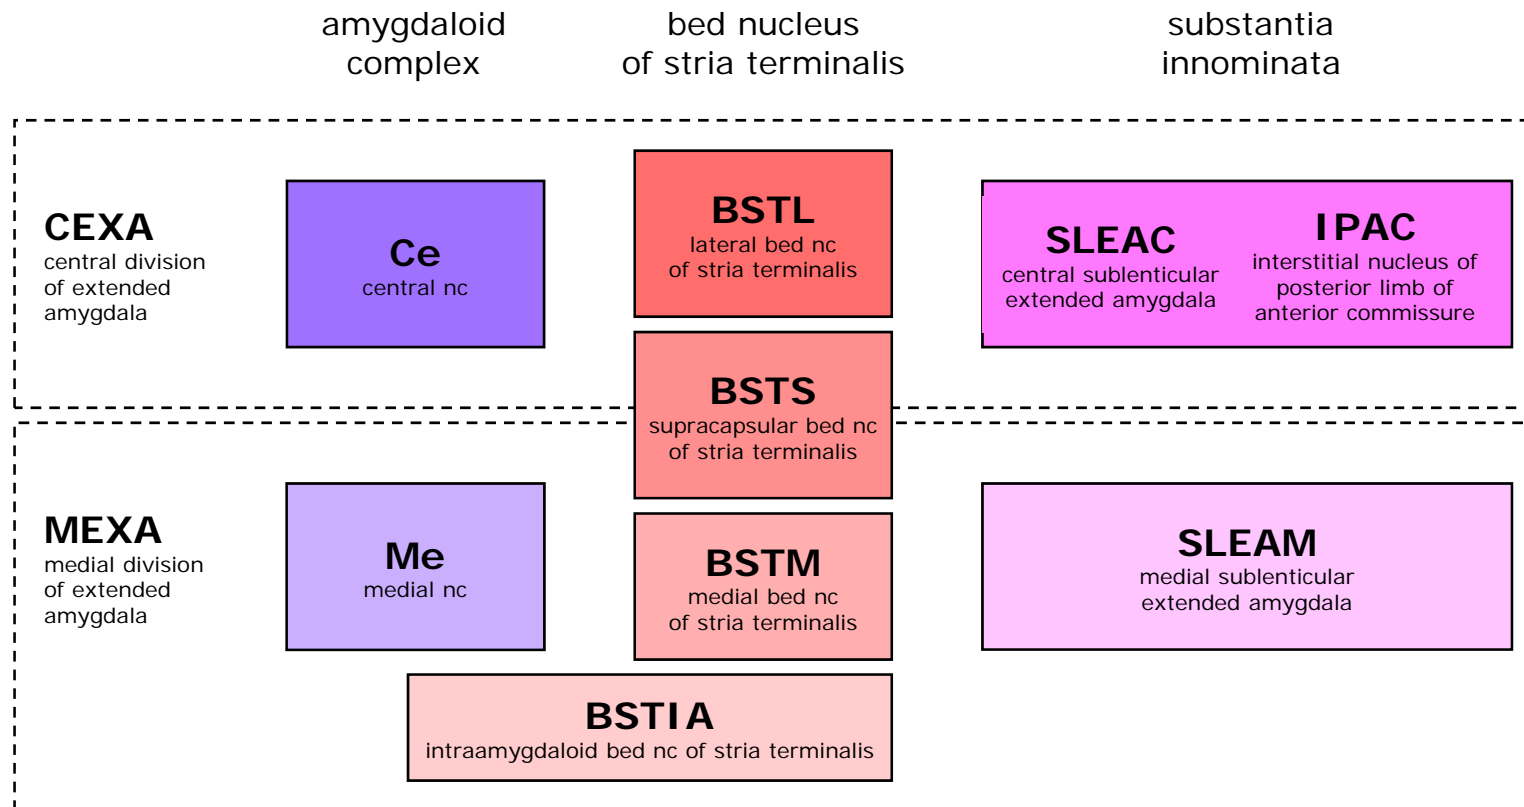 amygdaloid
complex
bed nucleus
of stria terminalis
substantia
innominata
CEXA
central division
of extended
amygdala
Ce
central nc
BSTL
lateral bed nc
of stria terminalis
SLEAC
central sublenticular
extended amygdala
IPAC
interstitial nucleus of
posterior limb of
anterior commissure
BSTS
supracapsular bed nc
of stria terminalis
MEXA
medial division
of extended
amygdala
Me
medial nc
BSTM
medial bed nc
of stria terminalis
SLEAM
medial sublenticular
extended amygdala
BSTIA
intraamygdaloid bed nc of stria terminalis